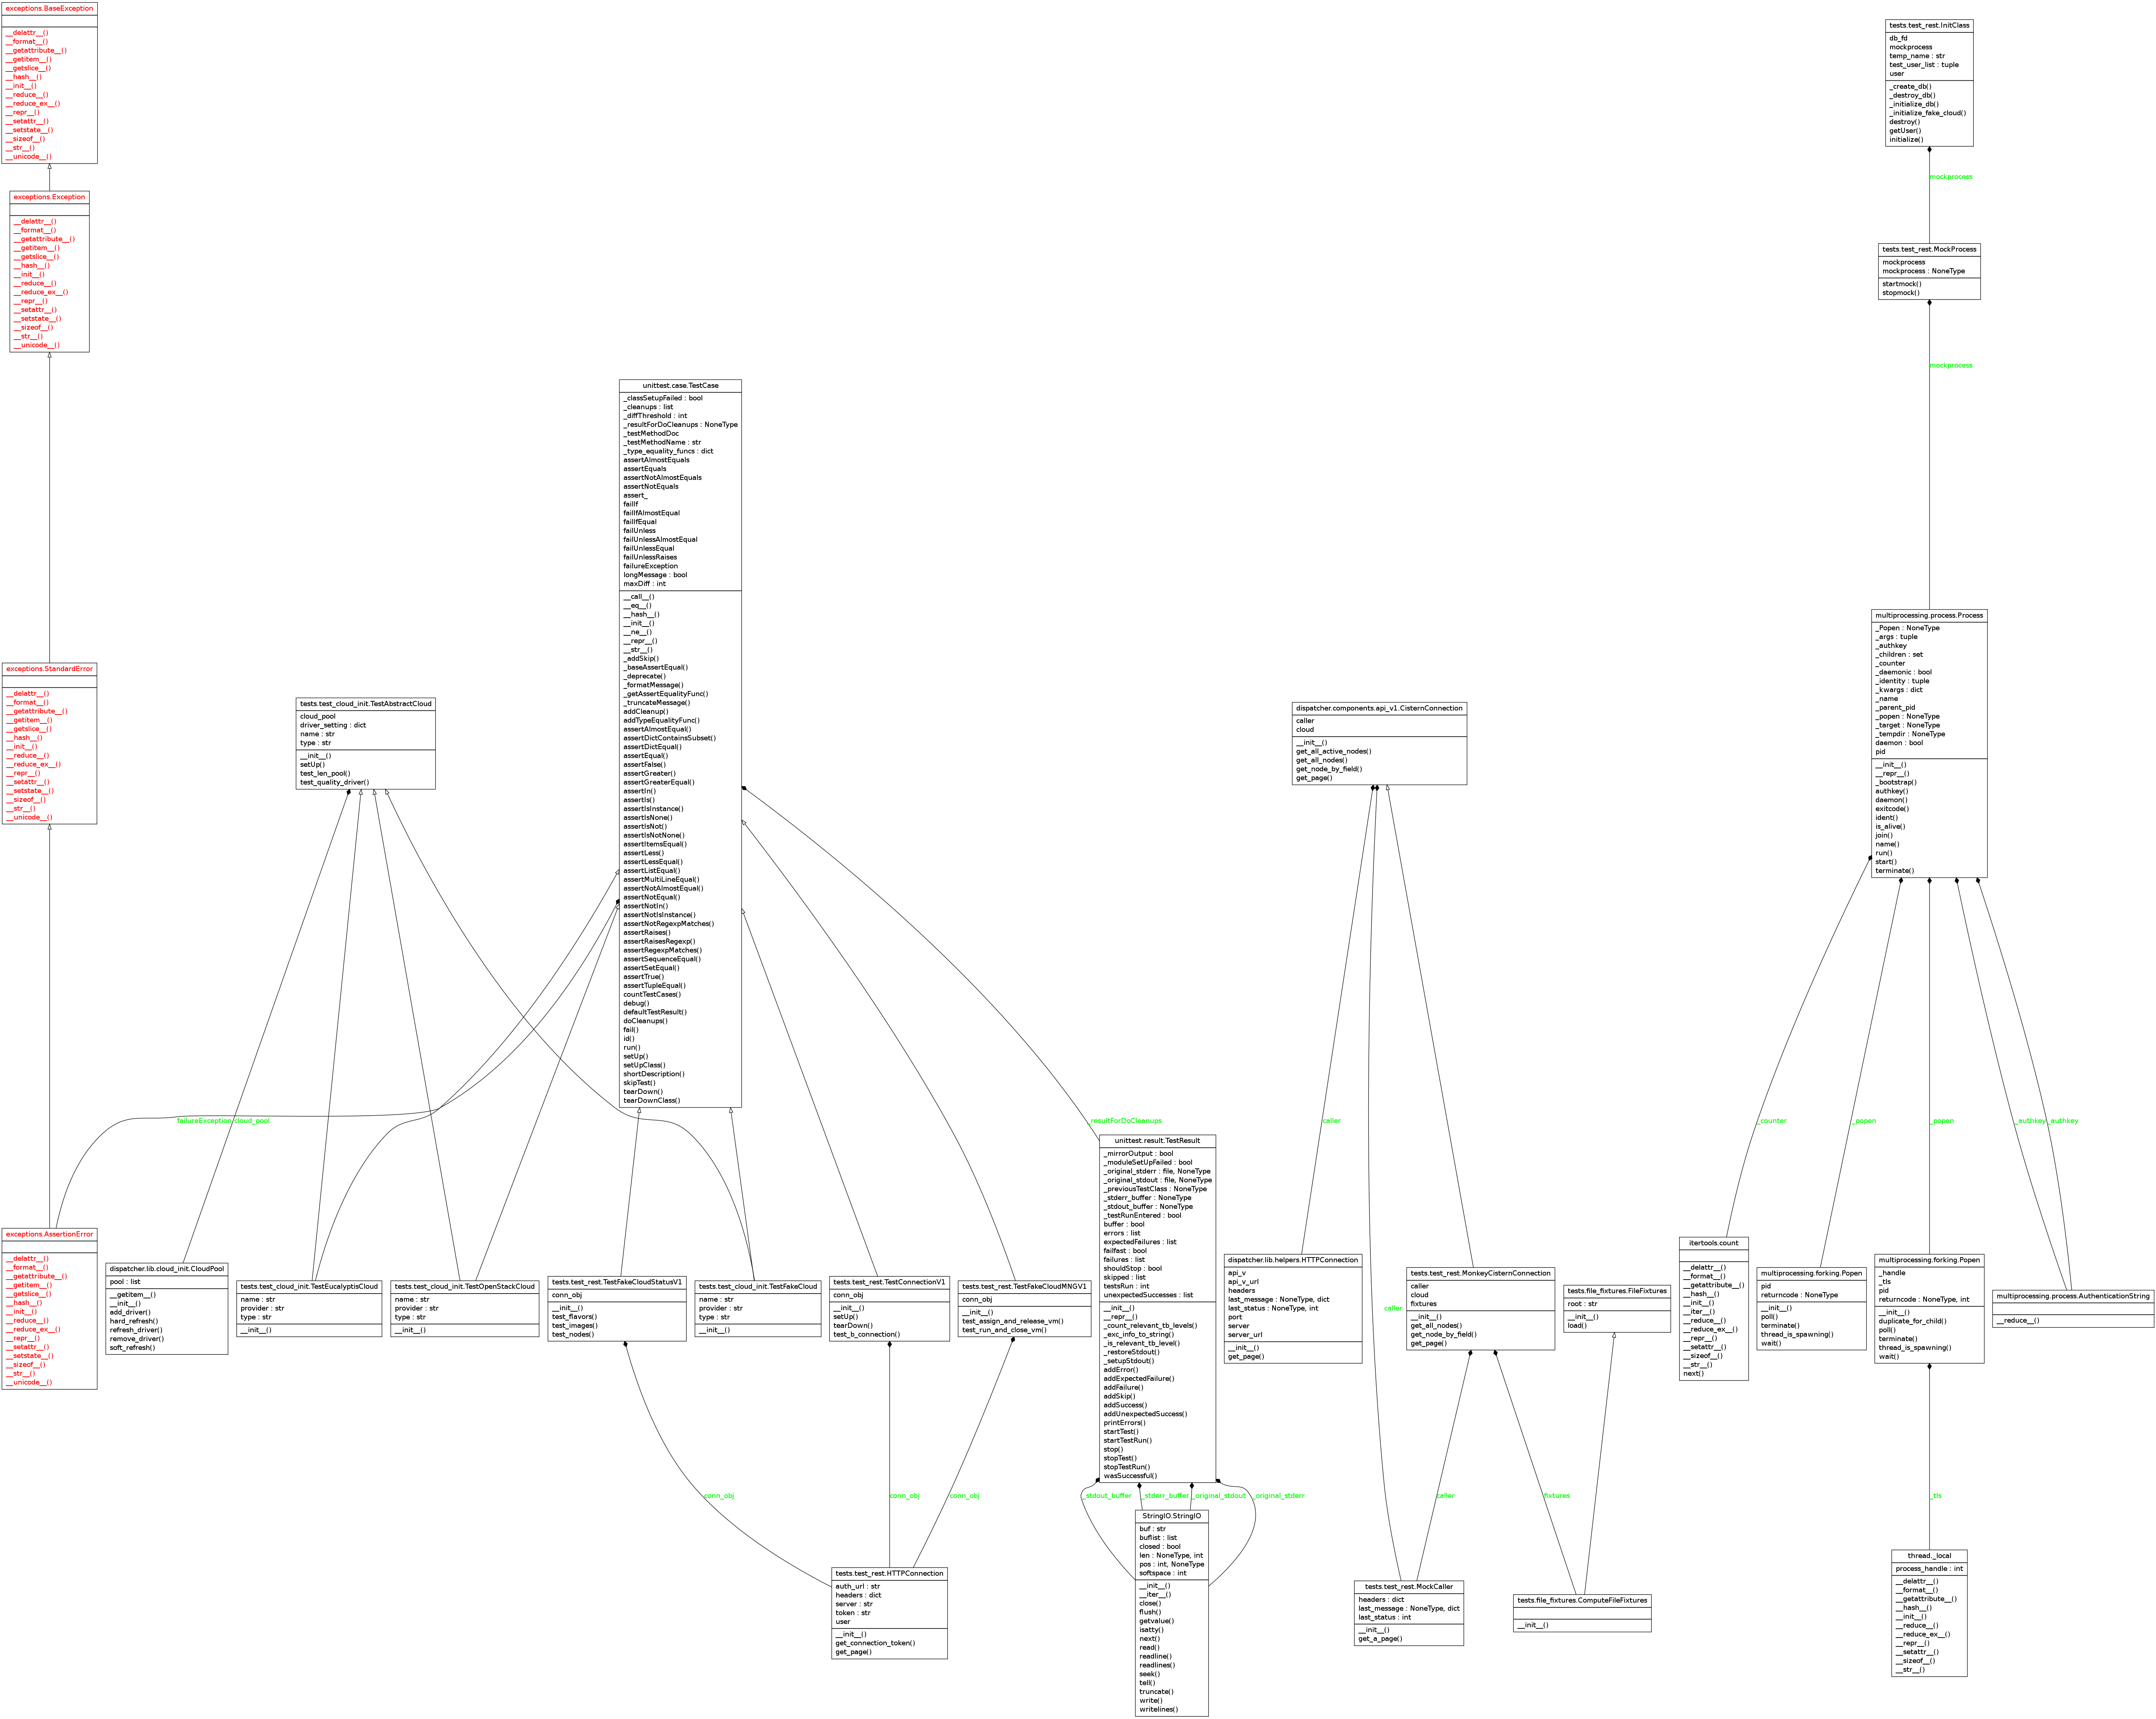 exceptions.BaseException
__delattr__()
__format__()
__getattribute__()
__getitem__()
__getslice__()
__hash__()
__init__()
__reduce__()
__reduce_ex__()
__repr__()
__setattr__()
__setstate__()
__sizeof__()
__str__()
__unicode__()
tests.test_rest.InitClass
db_fd
mockprocess
temp_name : str
test_user_list : tuple
user
_create_db()
_destroy_db()
_initialize_db()
_initialize_fake_cloud()
destroy()
getUser()
initialize()
mockprocess
exceptions.Exception
__delattr__()
__format__()
__getattribute__()
__getitem__()
__getslice__()
__hash__()
__init__()
__reduce__()
__reduce_ex__()
__repr__()
__setattr__()
__setstate__()
__sizeof__()
__str__()
__unicode__()
tests.test_rest.MockProcess
mockprocess
mockprocess : NoneType
startmock()
stopmock()
mockprocess
unittest.case.TestCase
_classSetupFailed : bool
_cleanups : list
_diffThreshold : int
_resultForDoCleanups : NoneType
_testMethodDoc
_testMethodName : str
_type_equality_funcs : dict
assertAlmostEquals
assertEquals
assertNotAlmostEquals
assertNotEquals
assert_
failIf
failIfAlmostEqual
failIfEqual
failUnless
failUnlessAlmostEqual
failUnlessEqual
failUnlessRaises
failureException
longMessage : bool
maxDiff : int
__call__()
__eq__()
__hash__()
__init__()
__ne__()
__repr__()
__str__()
_addSkip()
_baseAssertEqual()
_deprecate()
_formatMessage()
_getAssertEqualityFunc()
_truncateMessage()
addCleanup()
addTypeEqualityFunc()
assertAlmostEqual()
assertDictContainsSubset()
assertDictEqual()
assertEqual()
assertFalse()
assertGreater()
assertGreaterEqual()
assertIn()
assertIs()
assertIsInstance()
assertIsNone()
assertIsNot()
assertIsNotNone()
assertItemsEqual()
assertLess()
assertLessEqual()
assertListEqual()
assertMultiLineEqual()
assertNotAlmostEqual()
assertNotEqual()
assertNotIn()
assertNotIsInstance()
assertNotRegexpMatches()
assertRaises()
assertRaisesRegexp()
assertRegexpMatches()
assertSequenceEqual()
assertSetEqual()
assertTrue()
assertTupleEqual()
countTestCases()
debug()
defaultTestResult()
doCleanups()
fail()
id()
run()
setUp()
setUpClass()
shortDescription()
skipTest()
tearDown()
tearDownClass()
exceptions.StandardError
__delattr__()
__format__()
__getattribute__()
__getitem__()
__getslice__()
__hash__()
__init__()
__reduce__()
__reduce_ex__()
__repr__()
__setattr__()
__setstate__()
__sizeof__()
__str__()
__unicode__()
tests.test_cloud_init.TestAbstractCloud
cloud_pool
driver_setting : dict
name : str
type : str
__init__()
setUp()
test_len_pool()
test_quality_driver()
dispatcher.components.api_v1.CisternConnection
caller
cloud
__init__()
get_all_active_nodes()
get_all_nodes()
get_node_by_field()
get_page()
multiprocessing.process.Process
_Popen : NoneType
_args : tuple
_authkey
_children : set
_counter
_daemonic : bool
_identity : tuple
_kwargs : dict
_name
_parent_pid
_popen : NoneType
_target : NoneType
_tempdir : NoneType
daemon : bool
pid
__init__()
__repr__()
_bootstrap()
authkey()
daemon()
exitcode()
ident()
is_alive()
join()
name()
run()
start()
terminate()
failureException
cloud_pool
_resultForDoCleanups
caller
_counter
_popen
_popen
_authkey
_authkey
exceptions.AssertionError
__delattr__()
__format__()
__getattribute__()
__getitem__()
__getslice__()
__hash__()
__init__()
__reduce__()
__reduce_ex__()
__repr__()
__setattr__()
__setstate__()
__sizeof__()
__str__()
__unicode__()
dispatcher.lib.cloud_init.CloudPool
pool : list
__getitem__()
__init__()
add_driver()
hard_refresh()
refresh_driver()
remove_driver()
soft_refresh()
tests.test_cloud_init.TestEucalyptisCloud
name : str
provider : str
type : str
__init__()
tests.test_cloud_init.TestOpenStackCloud
name : str
provider : str
type : str
__init__()
tests.test_rest.TestFakeCloudStatusV1
conn_obj
__init__()
test_flavors()
test_images()
test_nodes()
tests.test_cloud_init.TestFakeCloud
name : str
provider : str
type : str
__init__()
tests.test_rest.TestConnectionV1
conn_obj
__init__()
setUp()
tearDown()
test_b_connection()
tests.test_rest.TestFakeCloudMNGV1
conn_obj
__init__()
test_assign_and_release_vm()
test_run_and_close_vm()
unittest.result.TestResult
_mirrorOutput : bool
_moduleSetUpFailed : bool
_original_stderr : file, NoneType
_original_stdout : file, NoneType
_previousTestClass : NoneType
_stderr_buffer : NoneType
_stdout_buffer : NoneType
_testRunEntered : bool
buffer : bool
errors : list
expectedFailures : list
failfast : bool
failures : list
shouldStop : bool
skipped : list
testsRun : int
unexpectedSuccesses : list
__init__()
__repr__()
_count_relevant_tb_levels()
_exc_info_to_string()
_is_relevant_tb_level()
_restoreStdout()
_setupStdout()
addError()
addExpectedFailure()
addFailure()
addSkip()
addSuccess()
addUnexpectedSuccess()
printErrors()
startTest()
startTestRun()
stop()
stopTest()
stopTestRun()
wasSuccessful()
dispatcher.lib.helpers.HTTPConnection
api_v
api_v_url
headers
last_message : NoneType, dict
last_status : NoneType, int
port
server
server_url
__init__()
get_page()
caller
tests.test_rest.MonkeyCisternConnection
caller
cloud
fixtures
__init__()
get_all_nodes()
get_node_by_field()
get_page()
tests.file_fixtures.FileFixtures
root : str
__init__()
load()
itertools.count
__delattr__()
__format__()
__getattribute__()
__hash__()
__init__()
__iter__()
__reduce__()
__reduce_ex__()
__repr__()
__setattr__()
__sizeof__()
__str__()
next()
multiprocessing.forking.Popen
pid
returncode : NoneType
__init__()
poll()
terminate()
thread_is_spawning()
wait()
multiprocessing.forking.Popen
_handle
_tls
pid
returncode : NoneType, int
__init__()
duplicate_for_child()
poll()
terminate()
thread_is_spawning()
wait()
multiprocessing.process.AuthenticationString
__reduce__()
conn_obj
conn_obj
conn_obj
_stdout_buffer
_stderr_buffer
_original_stdout
_original_stderr
caller
fixtures
_tls
tests.test_rest.HTTPConnection
auth_url : str
headers : dict
server : str
token : str
user
__init__()
get_connection_token()
get_page()
StringIO.StringIO
buf : str
buflist : list
closed : bool
len : NoneType, int
pos : int, NoneType
softspace : int
__init__()
__iter__()
close()
flush()
getvalue()
isatty()
next()
read()
readline()
readlines()
seek()
tell()
truncate()
write()
writelines()
tests.test_rest.MockCaller
headers : dict
last_message : NoneType, dict
last_status : int
__init__()
get_a_page()
tests.file_fixtures.ComputeFileFixtures
__init__()
thread._local
process_handle : int
__delattr__()
__format__()
__getattribute__()
__hash__()
__init__()
__reduce__()
__reduce_ex__()
__repr__()
__setattr__()
__sizeof__()
__str__()